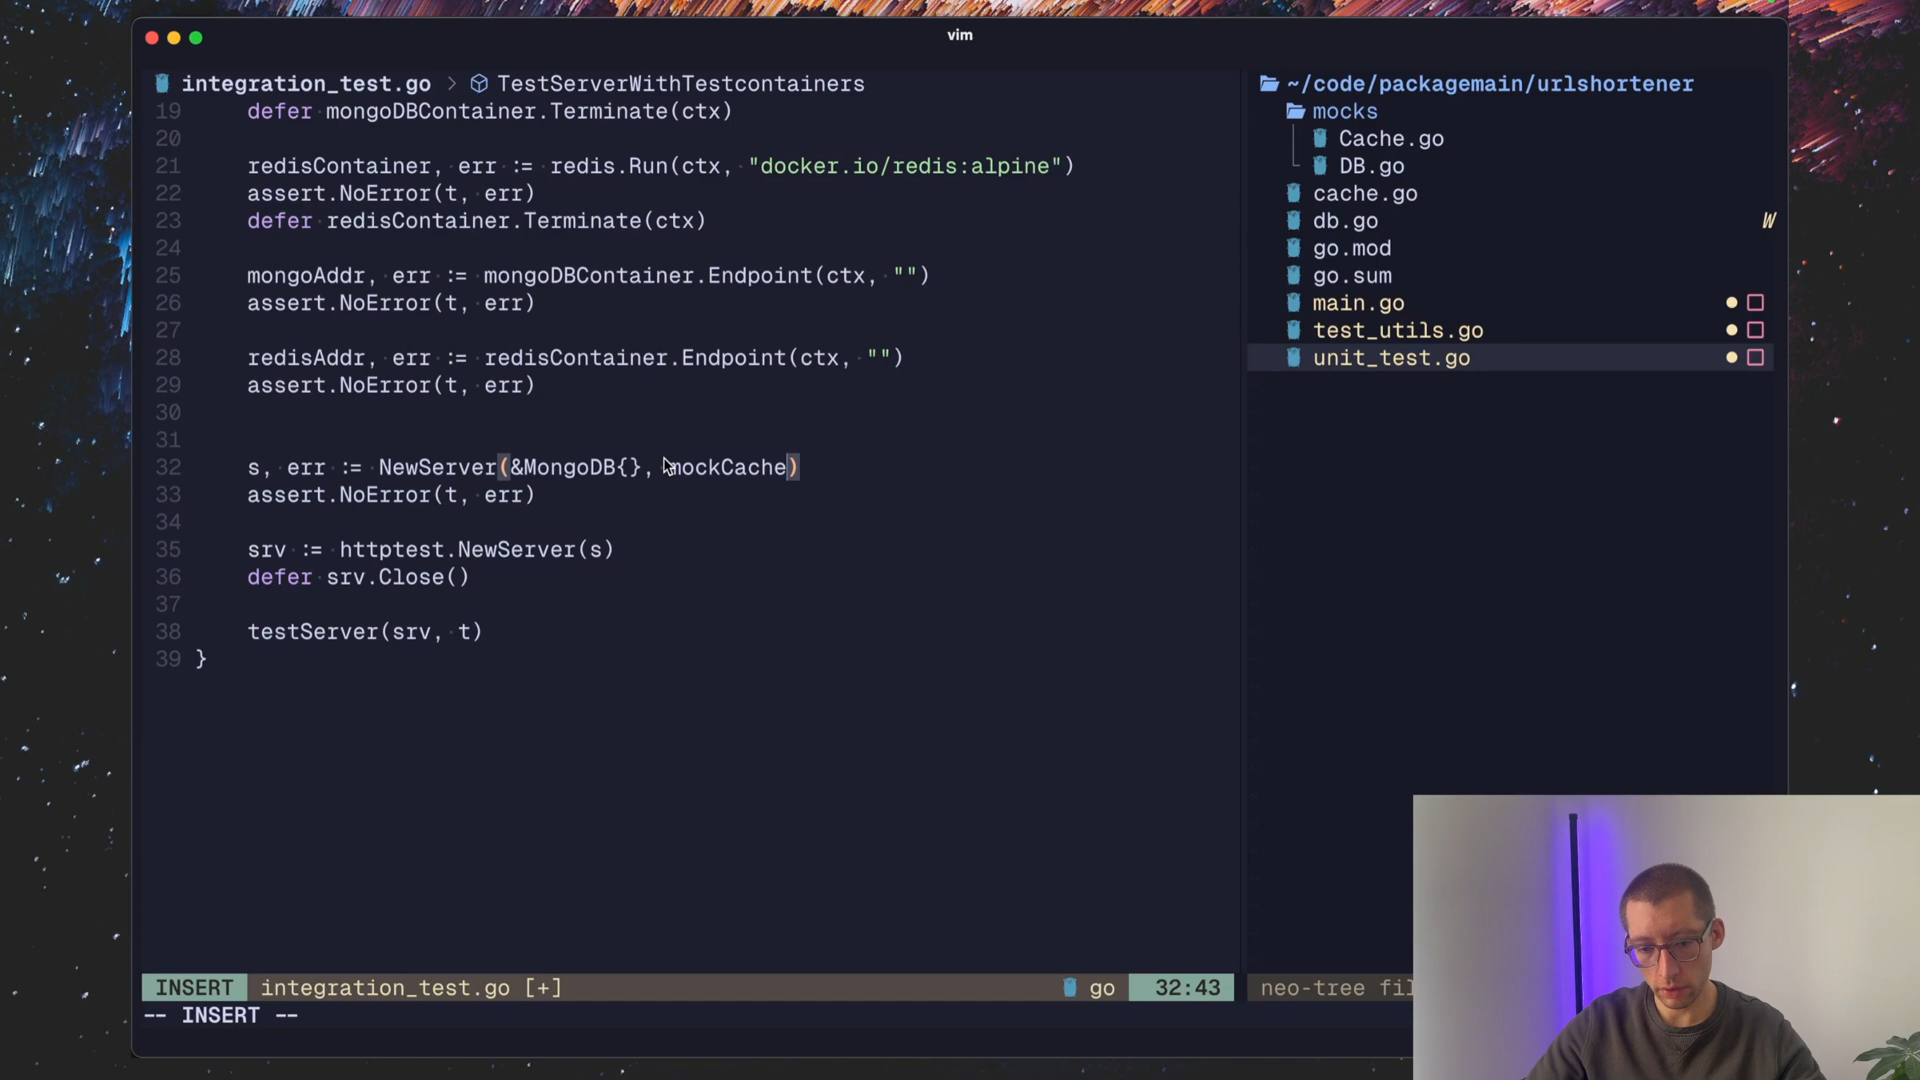 vim
integration_test.go > TestServerWithTestcontainers
19 defer mongoDBContainer.Terminate(ctx)
20
21 redisContainer, err := redis.Run(ctx, "docker.io/redis:alpine")
22 assert.NoError(t, err)
23 defer redisContainer.Terminate(ctx)
24
25 mongoAddr, err := mongoDBContainer.Endpoint(ctx, "")
26 assert.NoError(t, err)
27
28 redisAddr, err := redisContainer.Endpoint(ctx, "")
29 assert.NoError(t, err)
30
31
32 s, err := NewServer(&MongoDB{}, mockCache)
33 assert.NoError(t, err)
34
35 srv := httptest.NewServer(s)
36 defer srv.Close()
37
38 testServer(srv, t)
39 }
INSERT integration_test.go [+] go 32:43
-- INSERT --
~/code/packagemain/urlshortener
mocks
Cache.go
DB.go
cache.go
db.go W
go.mod
go.sum
main.go
test_utils.go
unit_test.go
neo-tree fil